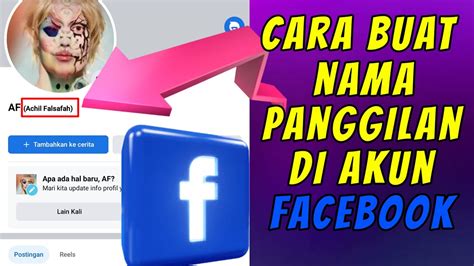 AF (Achil Falsafah)
+ Tambahkan ke cerita
Apa ada hal baru, AF?
Mari kita update info profil
Lain Kali
Postingan Reels
CARA BUAT
NAMA
PANGGILAN
DI AKUN
FACEBOOK